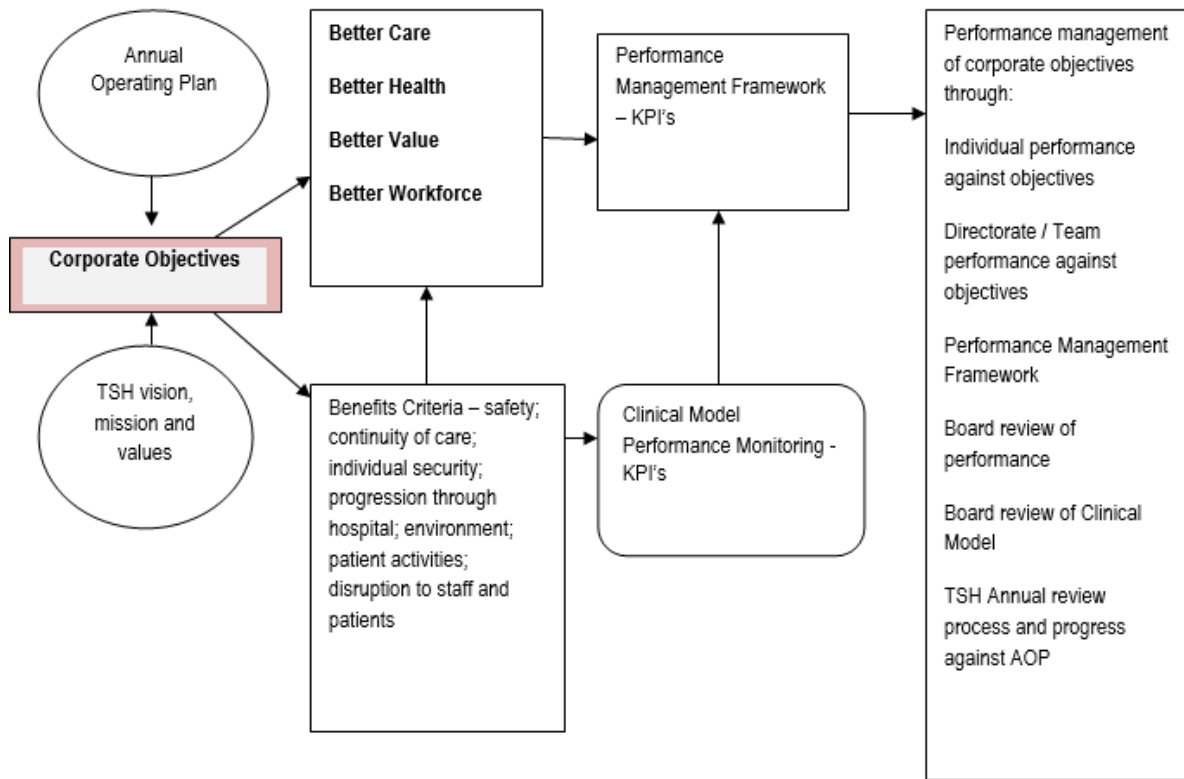 Annual
Operating Plan
Corporate Objectives
TSH vision,
mission and
values
Better Care
Better Health
Better Value
Better Workforce
Benefits Criteria – safety;
continuity of care;
individual security;
progression through
hospital; environment;
patient activities;
disruption to staff and
patients
Performance
Management Framework
– KPI's
Clinical Model
Performance Monitoring -
KPI's
Performance management
of corporate objectives
through:
Individual performance
against objectives
Directorate / Team
performance against
objectives
Performance Management
Framework
Board review of
performance
Board review of Clinical
Model
TSH Annual review
process and progress
against AOP